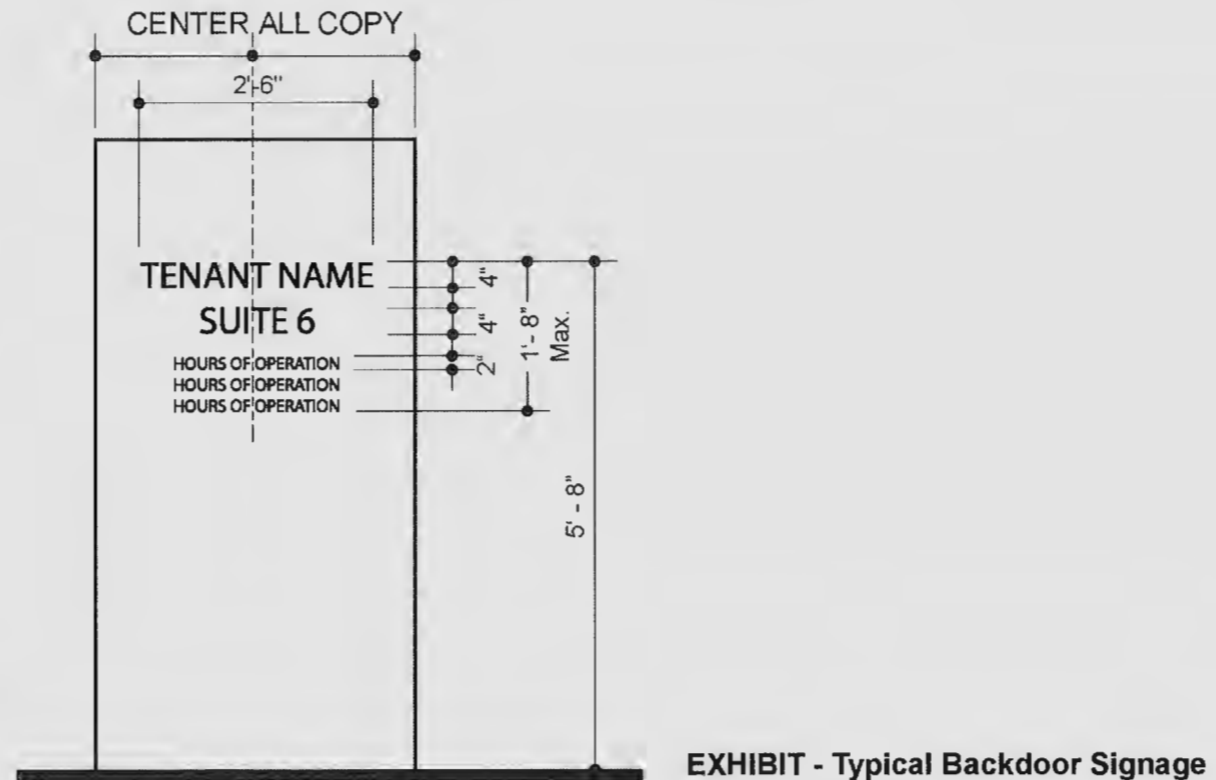 CENTER ALL COPY
2'-6"
TENANT NAME
SUITE 6
HOURS OF OPERATION
HOURS OF OPERATION
HOURS OF OPERATION
4"
4"
2"
1'- 8"
Max.
5' - 8"
EXHIBIT - Typical Backdoor Signage